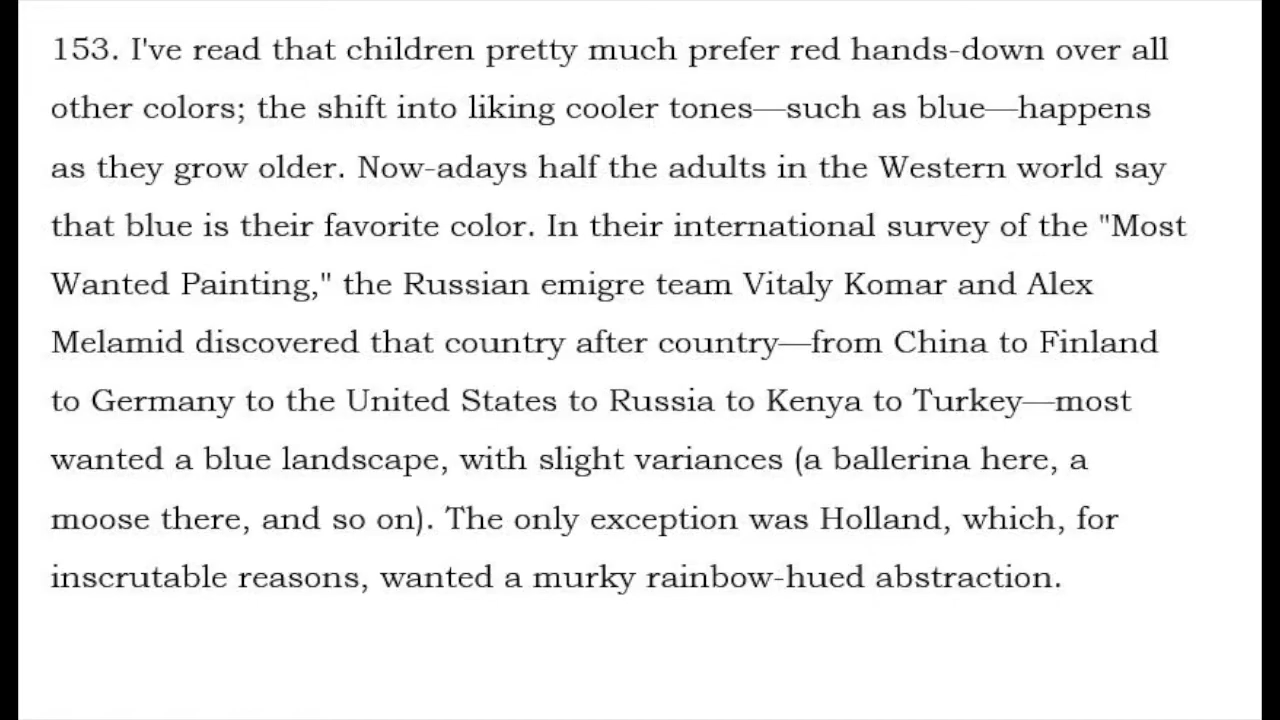 153. I've read that children pretty much prefer red hands-down over all
other colors; the shift into liking cooler tones—such as blue—happens
as they grow older. Now-adays half the adults in the Western world say
that blue is their favorite color. In their international survey of the "Most
Wanted Painting," the Russian emigre team Vitaly Komar and Alex
Melamid discovered that country after country—from China to Finland
to Germany to the United States to Russia to Kenya to Turkey—most
wanted a blue landscape, with slight variances (a ballerina here, a
moose there, and so on). The only exception was Holland, which, for
inscrutable reasons, wanted a murky rainbow-hued abstraction.